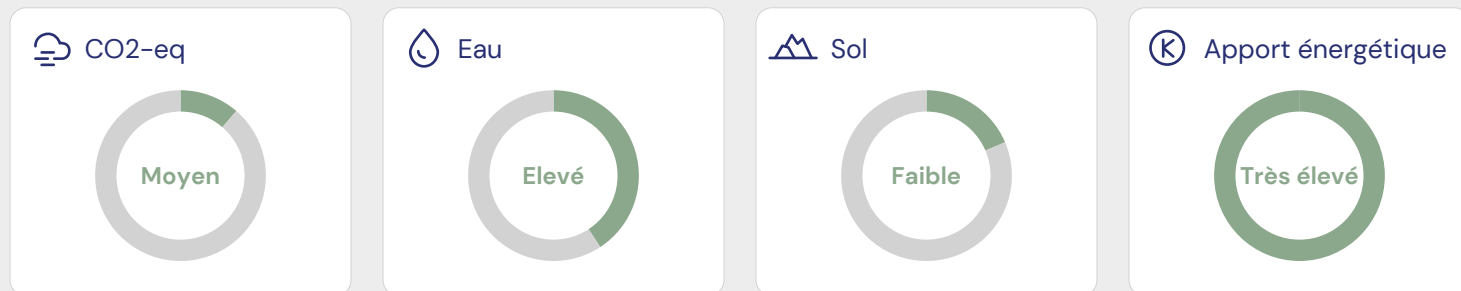 CO2-eq
Moyen
Eau
Elevé
Sol
Faible
Apport énergétique
Très élevé